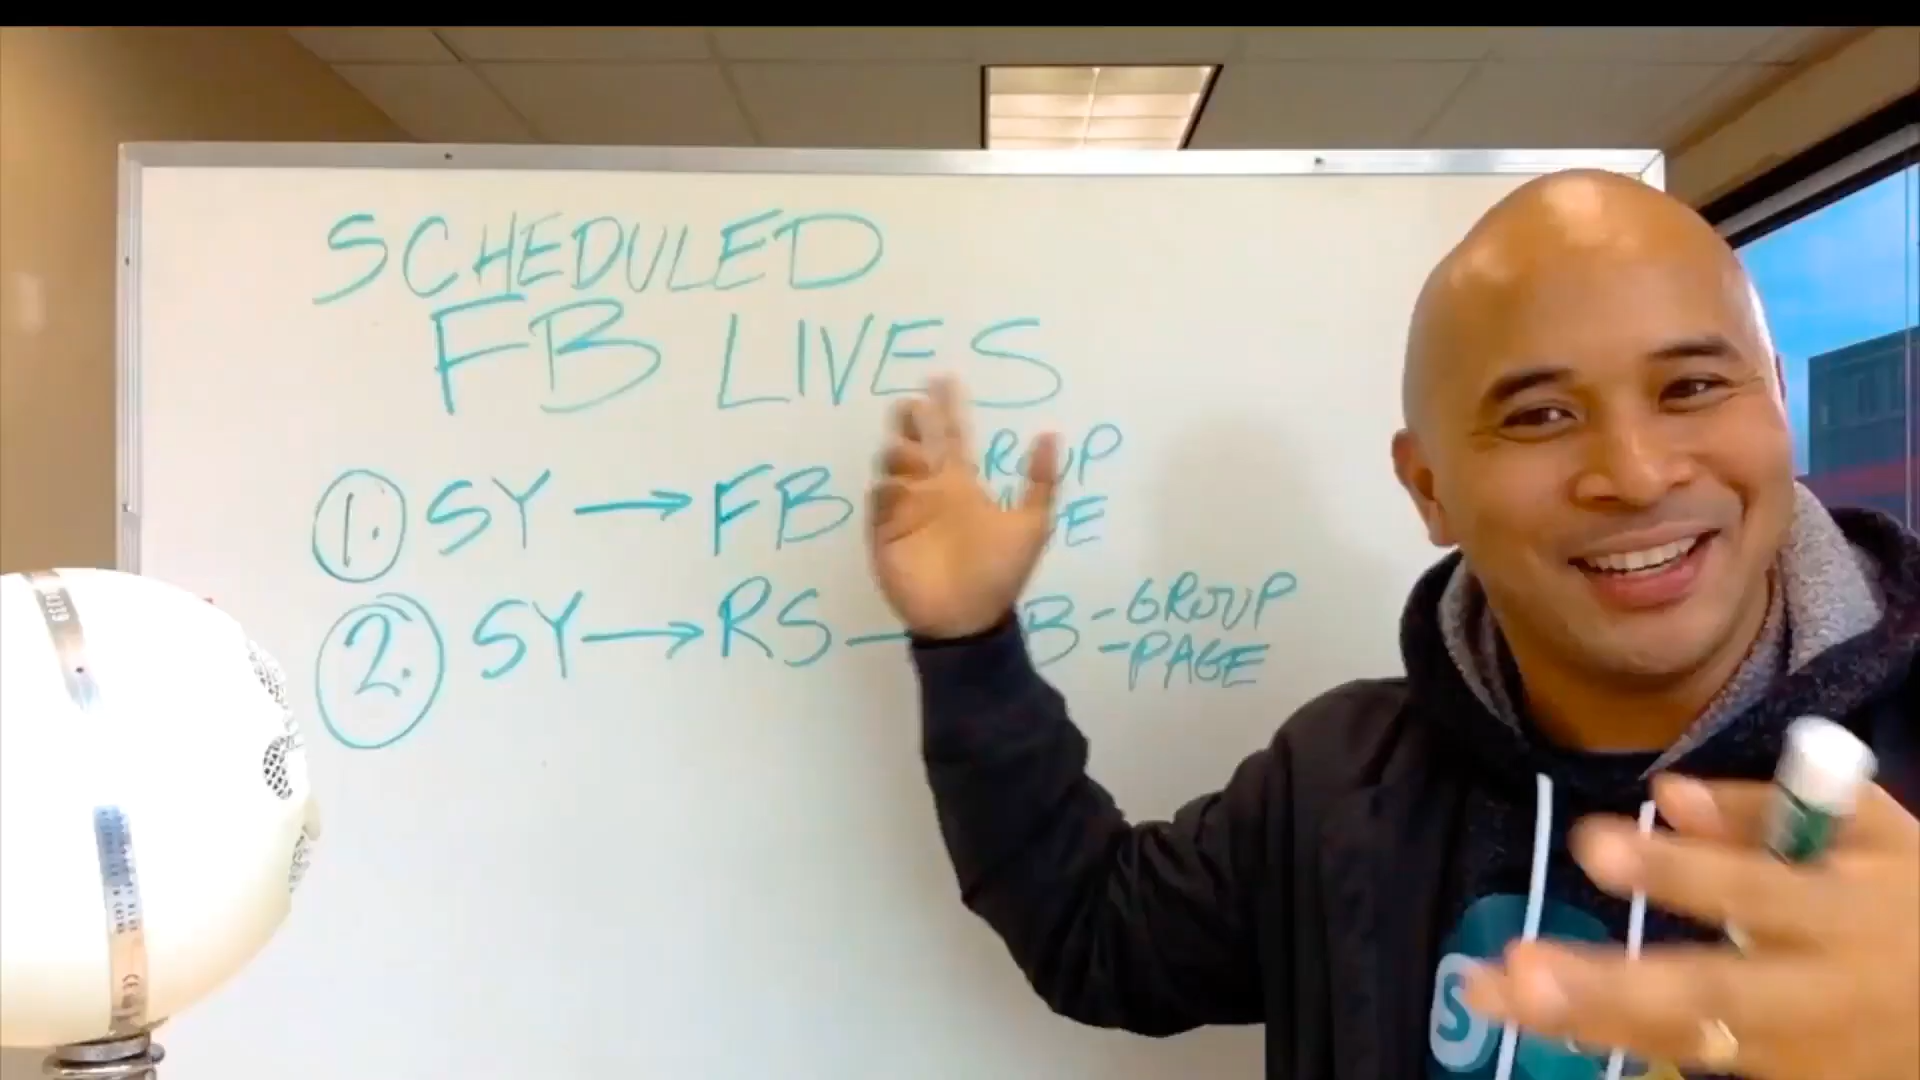 SCHEDULED
FB LIVES
1. SY → FB
2. SY → RS — B - GROUP
- PAGE
S